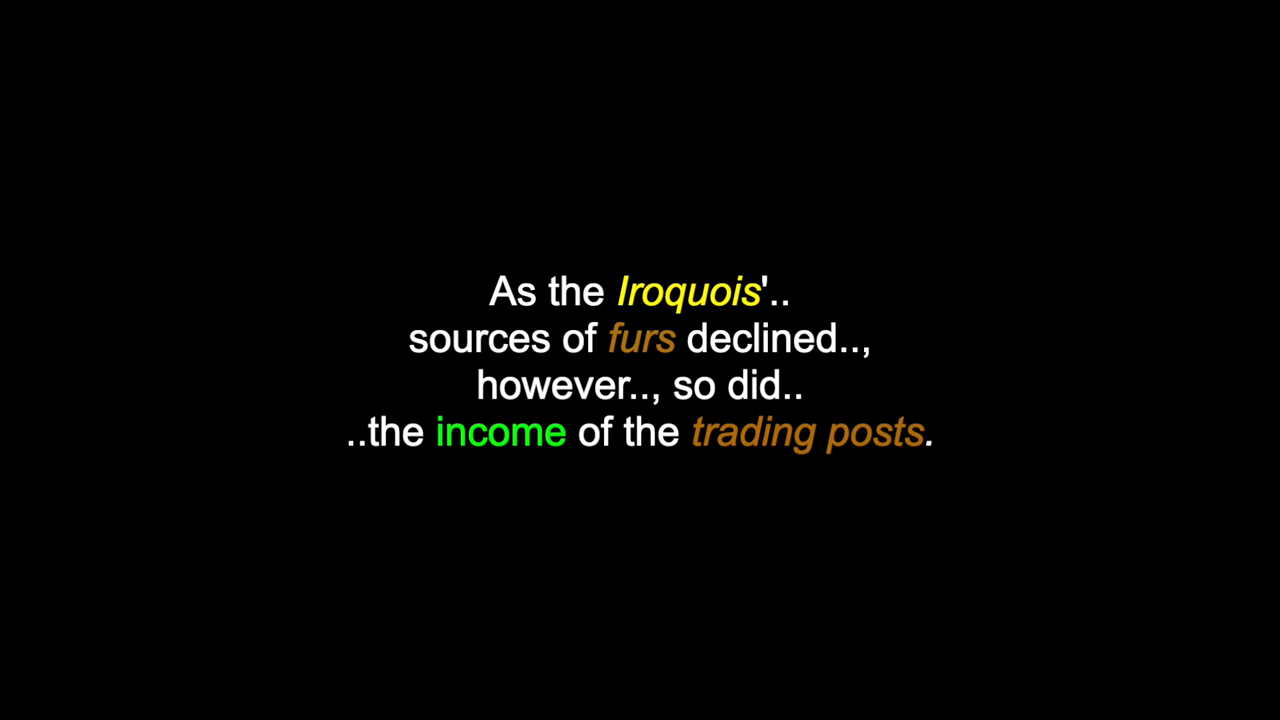 As the Iroquois'..
sources of furs declined..,
however.., so did..
..the income of the trading posts.